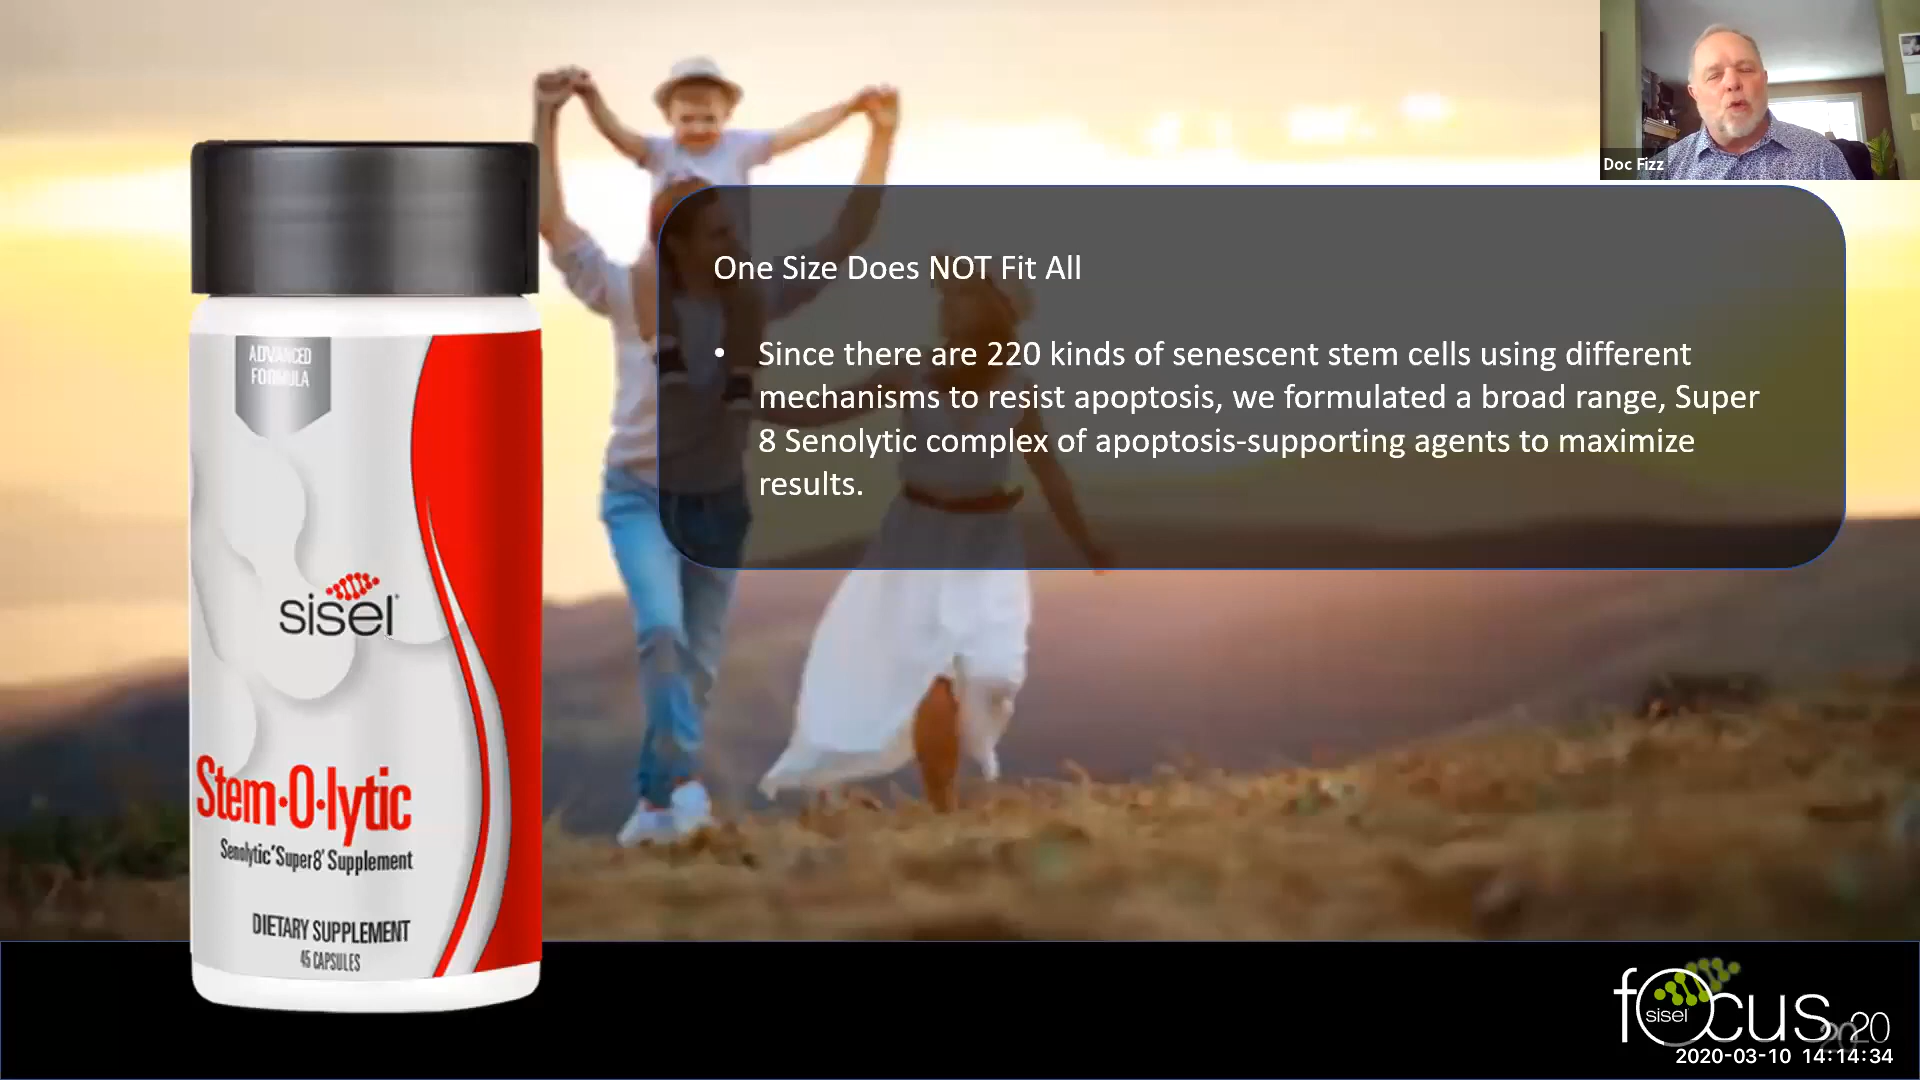 Doc Fizz
One Size Does NOT Fit All
• Since there are 220 kinds of senescent stem cells using different
mechanisms to resist apoptosis, we formulated a broad range, Super
8 Senolytic complex of apoptosis-supporting agents to maximize
results.
ADVANCED
FORMULA
sisel
Stem·O·lytic
Senolytic "Super8" Supplement
DIETARY SUPPLEMENT
45 CAPSULES
focus
sisel
2020
2020-03-10 14:14:34